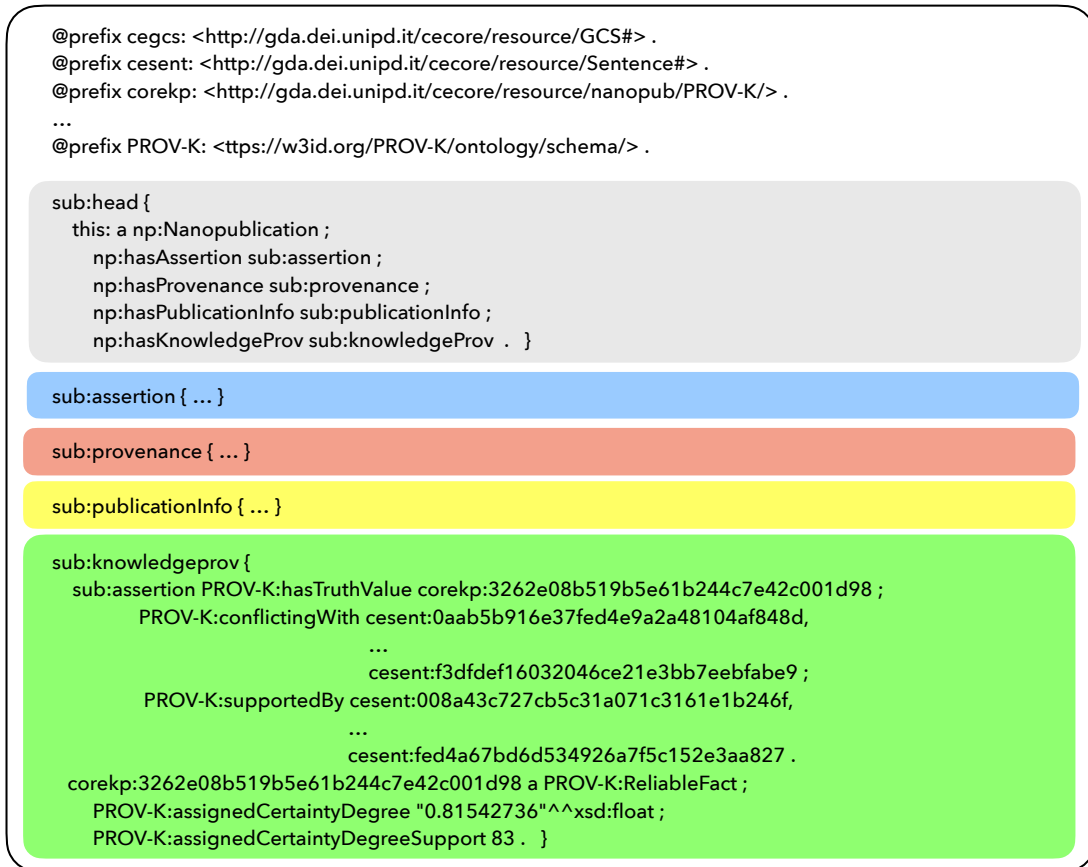 @prefix cegcs: <http://gda.dei.unipd.it/cecore/resource/GCS#> .
@prefix cesent: <http://gda.dei.unipd.it/cecore/resource/Sentence#> .
@prefix corekp: <http://gda.dei.unipd.it/cecore/resource/nanopub/PROV-K/> .
…
@prefix PROV-K: <ttps://w3id.org/PROV-K/ontology/schema/> .
sub:head {
this: a np:Nanopublication ;
np:hasAssertion sub:assertion ;
np:hasProvenance sub:provenance ;
np:hasPublicationInfo sub:publicationInfo ;
np:hasKnowledgeProv sub:knowledgeProv . }
sub:assertion { … }
sub:provenance { … }
sub:publicationInfo { … }
sub:knowledgeprov {
sub:assertion PROV-K:hasTruthValue corekp:3262e08b519b5e61b244c7e42c001d98 ;
PROV-K:conflictingWith cesent:0aab5b916e37fed4e9a2a48104af848d,
…
cesent:f3dfdef16032046ce21e3bb7eebfabe9 ;
PROV-K:supportedBy cesent:008a43c727cb5c31a071c3161e1b246f,
…
cesent:fed4a67bd6d534926a7f5c152e3aa827 .
corekp:3262e08b519b5e61b244c7e42c001d98 a PROV-K:ReliableFact ;
PROV-K:assignedCertaintyDegree "0.81542736"^^xsd:float ;
PROV-K:assignedCertaintyDegreeSupport 83 . }